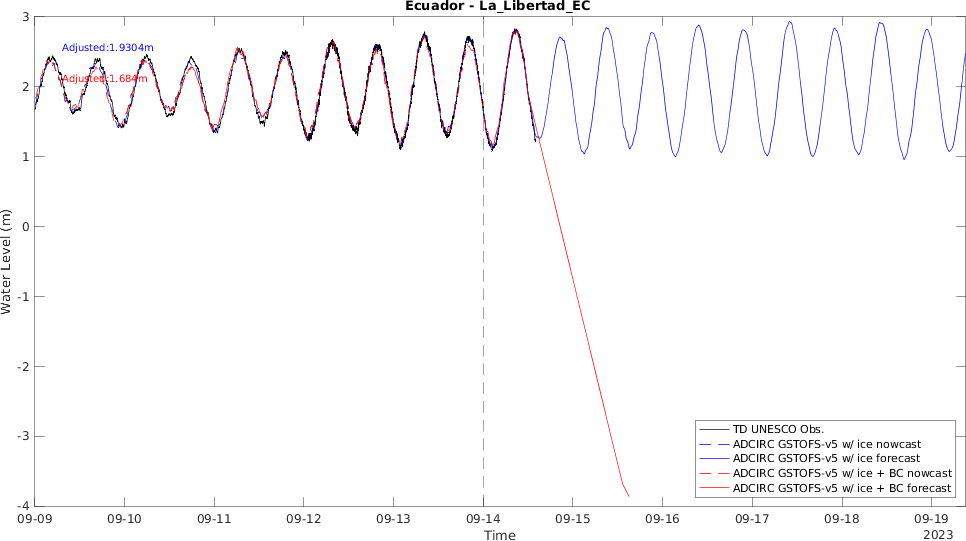 Ecuador - La_Libertad_EC
3
Adjusted:1.9304m
Adjusted:1.684m
2
1
0
-1
-2
-3
-4
Water Level (m)
TD UNESCO Obs.
ADCIRC GSTOFS-v5 w/ ice nowcast
ADCIRC GSTOFS-v5 w/ ice forecast
ADCIRC GSTOFS-v5 w/ ice + BC nowcast
ADCIRC GSTOFS-v5 w/ ice + BC forecast
09-09 09-10 09-11 09-12 09-13 09-14 09-15 09-16 09-17 09-18 09-19
Time
2023